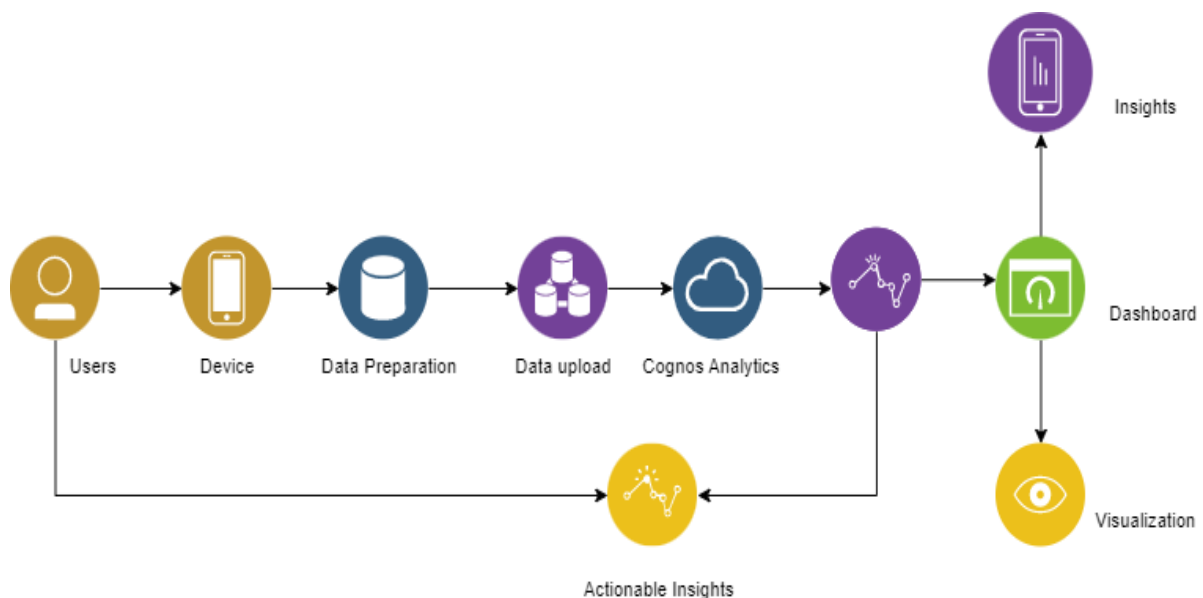 Insights
Dashboard
Users
Device
Data Preparation
Data upload
Cognos Analytics
Visualization
Actionable Insights